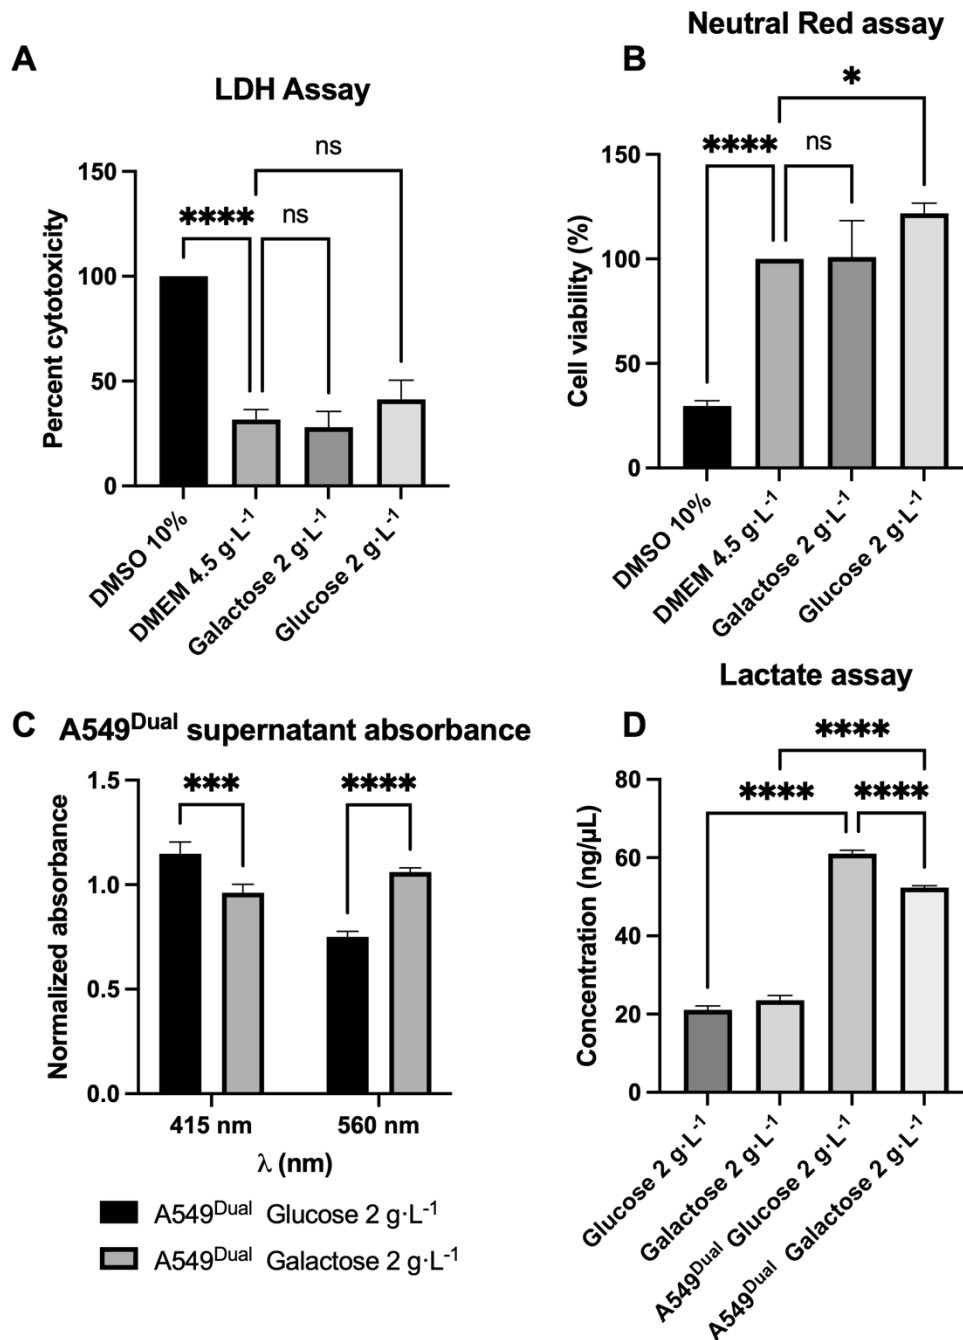 A
LDH Assay
ns
**** ns
150
100
50
0
Percent cytotoxicity
DMSO 10%
DMEM 4.5 g·L-1
Galactose 2 g·L-1
Glucose 2 g·L-1
Neutral Red assay
B
*
**** ns
150
100
50
0
Cell viability (%)
DMSO 10%
DMEM 4.5 g·L-1
Galactose 2 g·L-1
Glucose 2 g·L-1
C A549Dual supernatant absorbance
*** ****
1.5
1.0
0.5
0.0
Normalized absorbance
415 nm 560 nm
λ (nm)
A549Dual Glucose 2 g·L-1
A549Dual Galactose 2 g·L-1
Lactate assay
D
****
**** ****
80
60
40
20
0
Concentration (ng/µL)
Glucose 2 g·L-1
Galactose 2 g·L-1
A549Dual Glucose 2 g·L-1
A549Dual Galactose 2 g·L-1